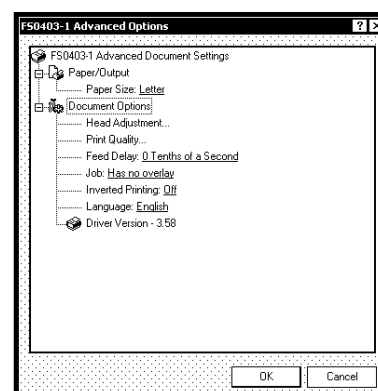 FS0403-1 Advanced Options
FS0403-1 Advanced Document Settings
Paper/Output
Paper Size: Letter
Document Options
Head Adjustment...
Print Quality...
Feed Delay: 0 Tenths of a Second
Job: Has no overlay
Inverted Printing: Off
Language: English
Driver Version - 3.58
OK Cancel